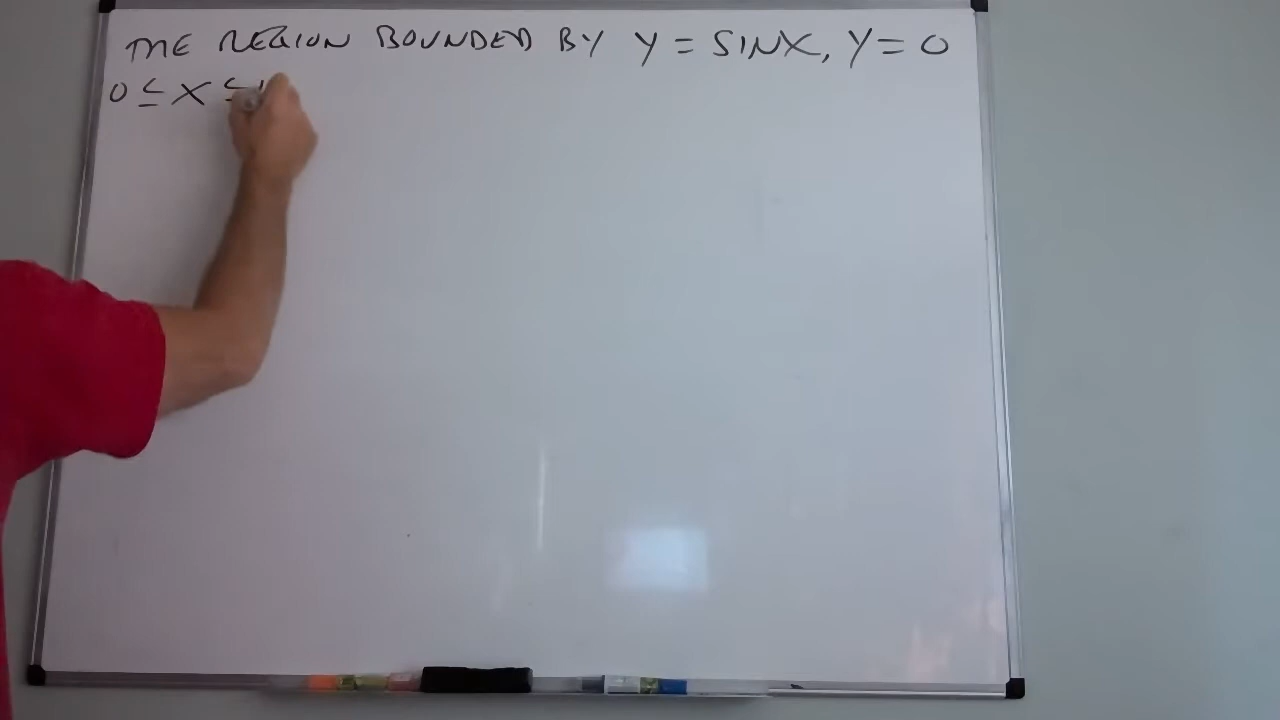 THE REGION BOUNDED BY Y = SINX, Y = 0
0 ≤ X ≤